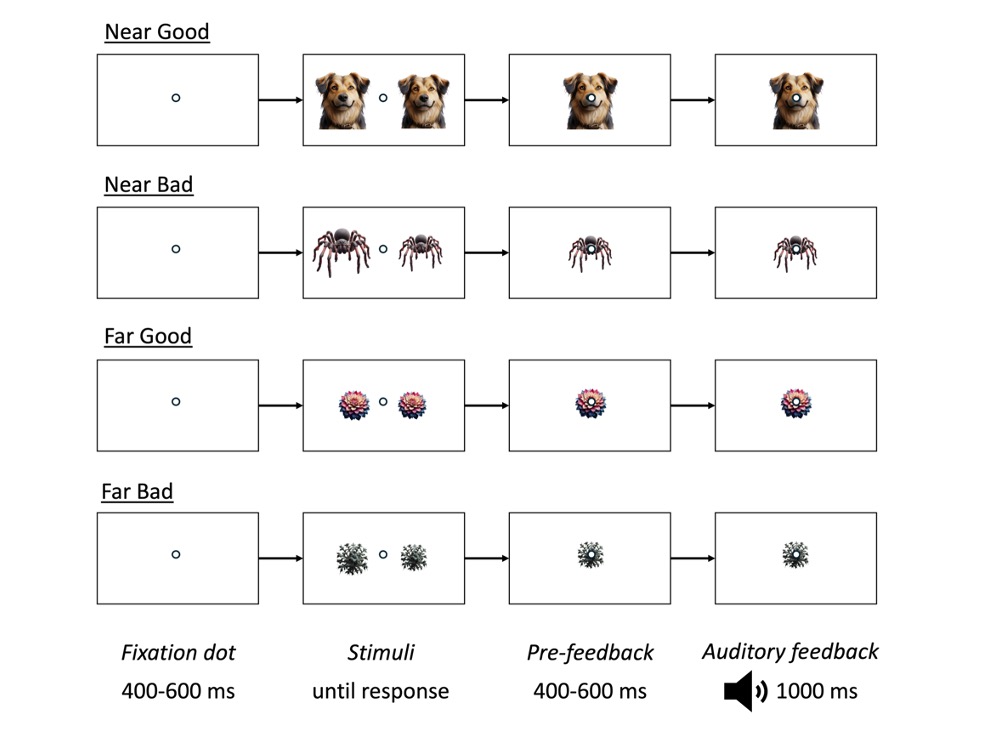 Near Good
Near Bad
Far Good
Far Bad
Fixation dot
Stimuli
Pre-feedback
Auditory feedback
400-600 ms
until response
400-600 ms
1000 ms